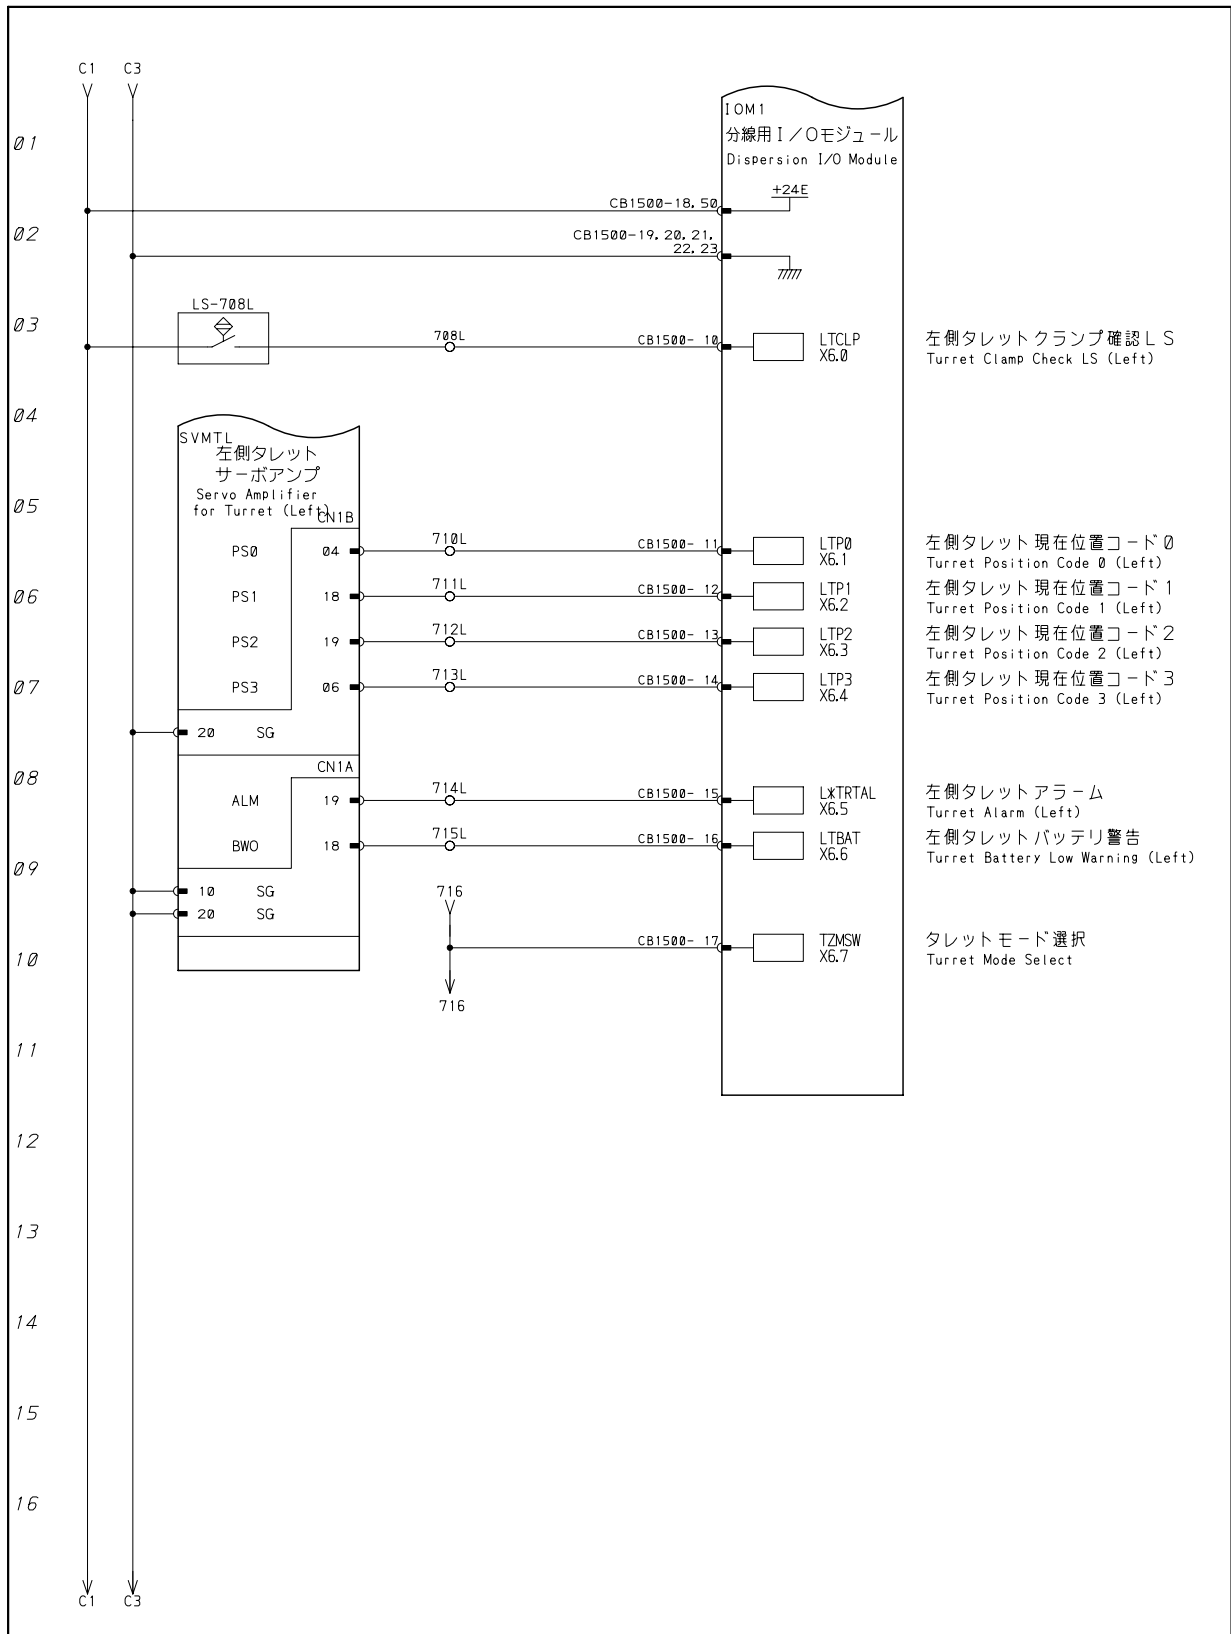 C1 C3
IOM1
01
分線用I/Oモジュール
Dispersion I/O Module
+24E
CB1500-18.50
02
CB1500-19.20.21.
22.23
LS-708L
03
708L
CB1500- 10
LTCLP
X6.0
左側タレットクランプ確認LS
Turret Clamp Check LS (Left)
04
SVMTL
左側タレット
サーボアンプ
Servo Amplifier
for Turret (Left)
05
CN1B
PS0 04
710L
CB1500- 11
LTP0
X6.1
左側タレット現在位置コード0
Turret Position Code 0 (Left)
06
PS1 18
711L
CB1500- 12
LTP1
X6.2
左側タレット現在位置コード1
Turret Position Code 1 (Left)
PS2 19
712L
CB1500- 13
LTP2
X6.3
左側タレット現在位置コード2
Turret Position Code 2 (Left)
07
PS3 06
713L
CB1500- 14
LTP3
X6.4
左側タレット現在位置コード3
Turret Position Code 3 (Left)
20 SG
08
CN1A
ALM 19
714L
CB1500- 15
L*TRTAL
X6.5
左側タレットアラーム
Turret Alarm (Left)
BWO 18
715L
CB1500- 16
LTBAT
X6.6
左側タレットバッテリ警告
Turret Battery Low Warning (Left)
09
10 SG
20 SG
716
10
CB1500- 17
TZMSW
X6.7
タレットモード選択
Turret Mode Select
716
11
12
13
14
15
16
C1 C3